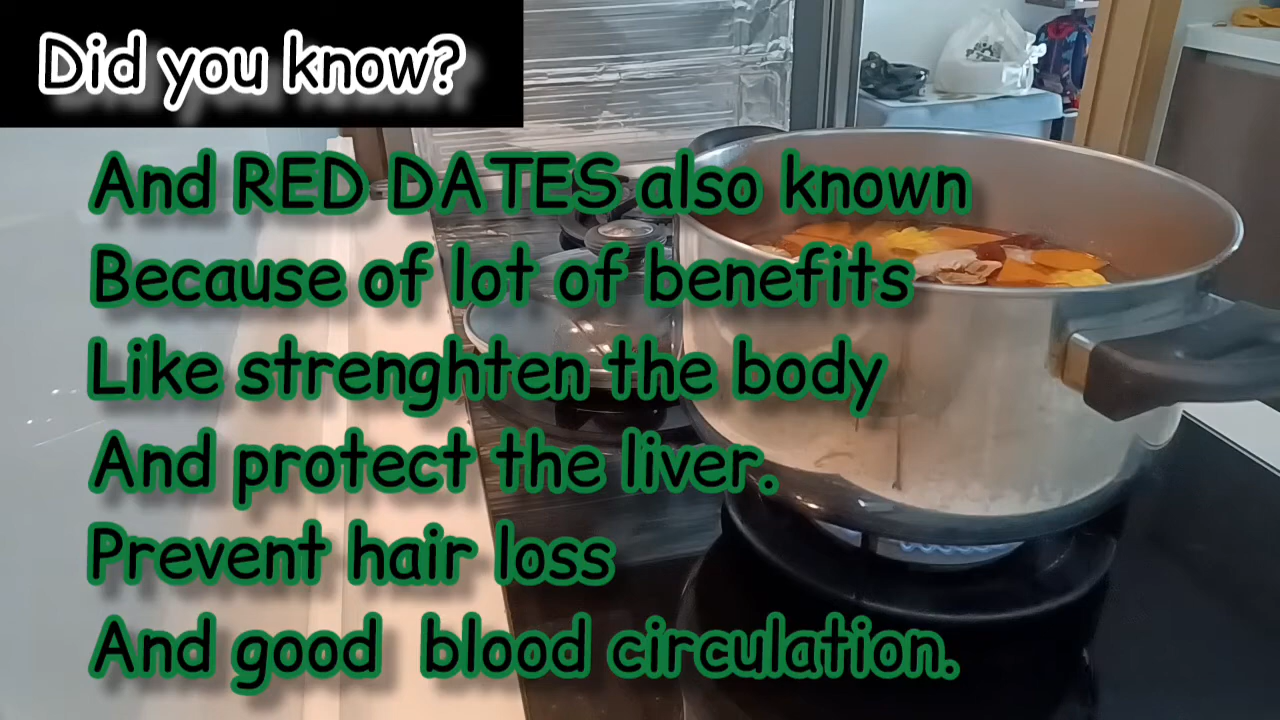 Did you know?
And RED DATES also known
Because of lot of benefits
Like strenghten the body
And protect the liver.
Prevent hair loss
And good blood circulation.